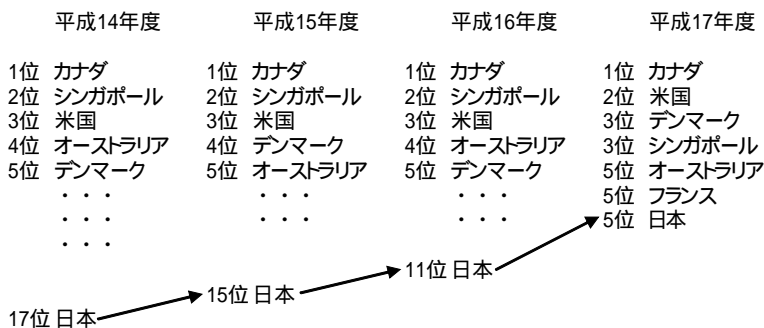 平成14年度
1位 カナダ
2位 シンガポール
3位 米国
4位 オーストラリア
5位 デンマーク
・ ・ ・
・ ・ ・
・ ・ ・
17位 日本
平成15年度
1位 カナダ
2位 シンガポール
3位 米国
4位 デンマーク
5位 オーストラリア
・ ・ ・
・ ・ ・
15位 日本
平成16年度
1位 カナダ
2位 シンガポール
3位 米国
4位 オーストラリア
5位 デンマーク
・ ・ ・
・ ・ ・
11位 日本
平成17年度
1位 カナダ
2位 米国
3位 デンマーク
3位 シンガポール
5位 オーストラリア
5位 フランス
5位 日本